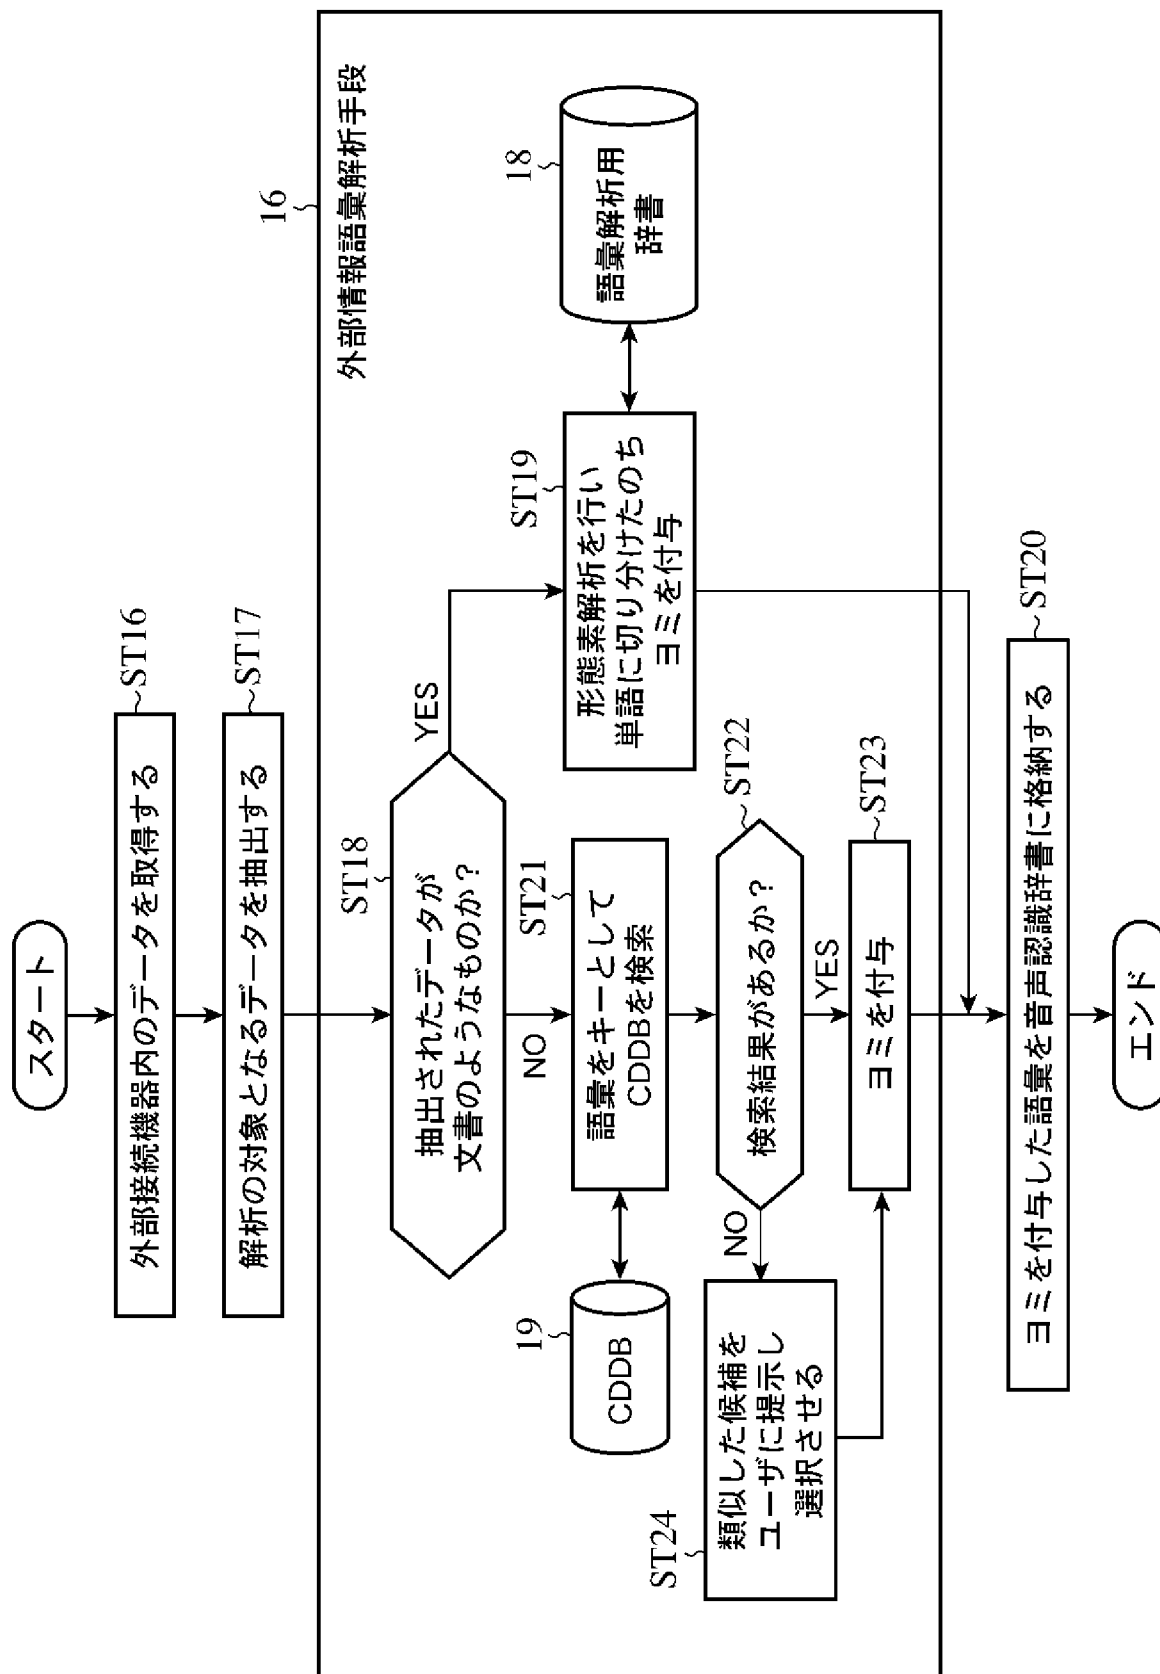 スタート
外部接続機器内のデータを取得する
ST16
解析の対象となるデータを抽出する
ST17
16
外部情報語彙解析手段
ST18
抽出されたデータが
文書のようなものか？
YES
NO
ST19
形態素解析を行い
単語に切り分けたのち
ヨミを付与
18
語彙解析用
辞書
ST21
語彙をキーとして
CDDBを検索
19
CDDB
ST22
検索結果があるか？
NO
YES
ST24
類似した候補を
ユーザに提示し
選択させる
ST23
ヨミを付与
ST20
ヨミを付与した語彙を音声認識辞書に格納する
エンド